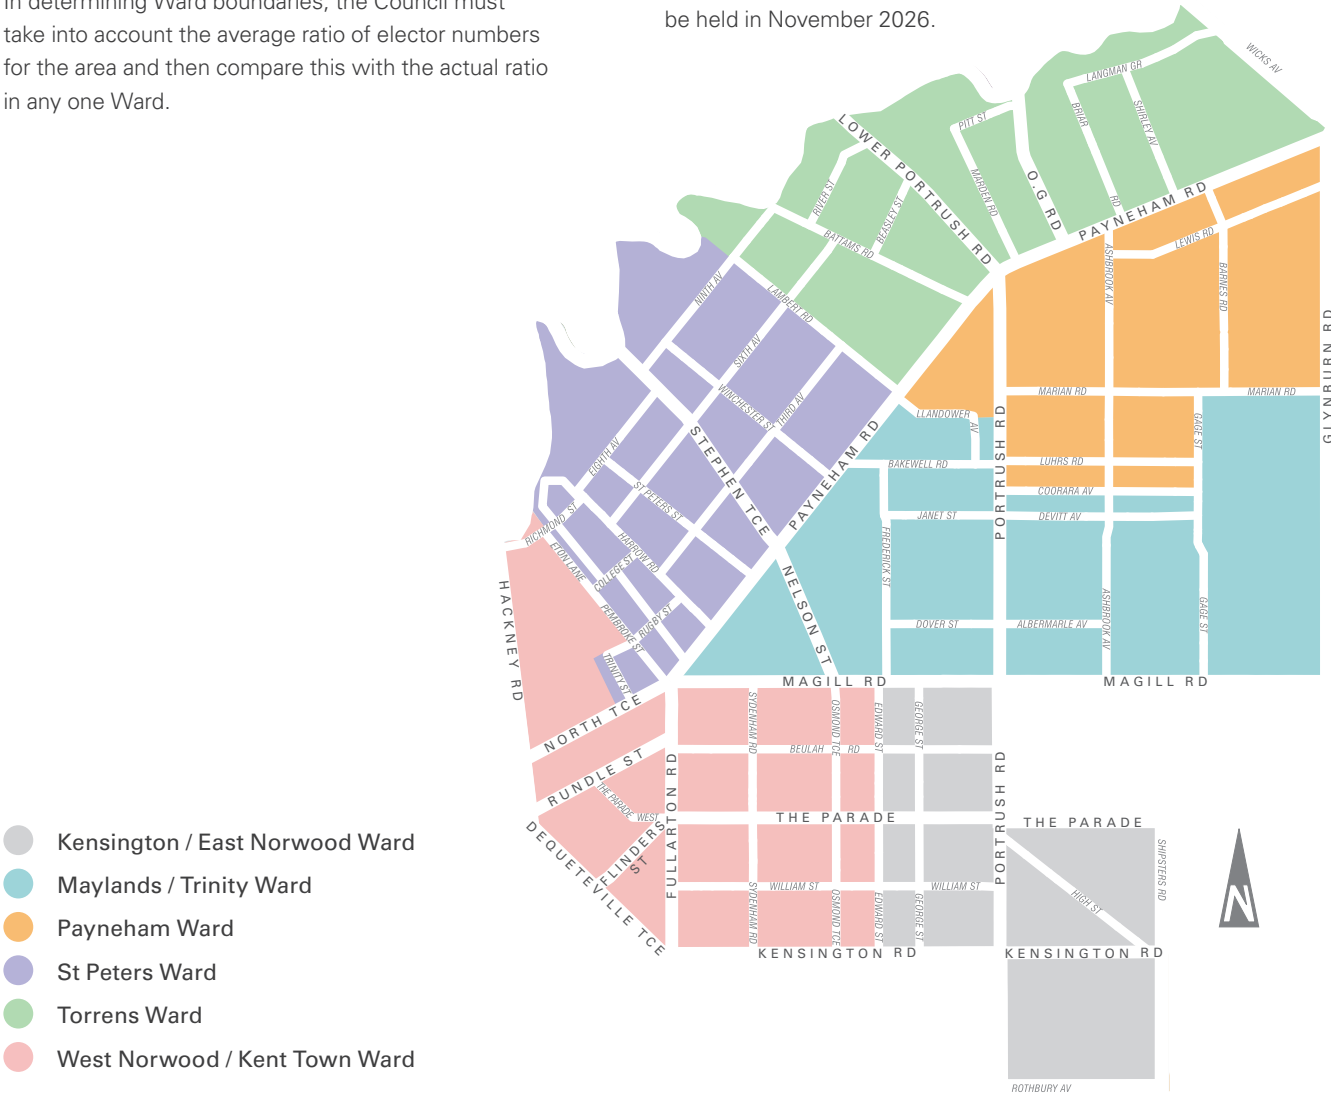 In determining Ward boundaries, the Council must
take into account the average ratio of elector numbers
for the area and then compare this with the actual ratio
in any one Ward.
be held in November 2026.
WICKS AV
LANGMAN GR
BRIAR
RD
SHIRLEY AV
PITT ST
LOWER PORTRUSH RD
MARDEN RD
O.G RD
PAYNEHAM RD
RIVER ST
BEASLEY ST
BATTAMS RD
LEWIS RD
ASHBROOK AV
BARNES RD
GLYNBURN RD
NINTH AV
LAMBERT RD
SIXTH AV
WINCHESTER ST
THIRD AV
MARIAN RD
MARIAN RD
LLANDOWER
AV
GAGE ST
PORTRUSH RD
STEPHEN TCE
PAYNEHAM RD
EIGHTH AV
ST PETERS ST
BAKEWELL RD
LUHRS RD
COORARA AV
JANET ST
DEVITT AV
RICHMOND ST
ETON LANE
HARROW RD
COLLEGE ST
PEMBROKE ST
RUGBY ST
TRINITY ST
FREDERICK ST
NELSON ST
HACKNEY RD
DOVER ST
ALBERMARLE AV
ASHBROOK AV
GAGE ST
MAGILL RD
MAGILL RD
NORTH TCE
RUNDLE ST
THE PARADE WEST
FLINDERS ST
DEQUETEVILLE TCE
FULLARTON RD
SYDENHAM RD
OSMOND TCE
EDWARD ST
GEORGE ST
BEULAH RD
THE PARADE
PORTRUSH RD
THE PARADE
SHIPSTERS RD
HIGH ST
WILLIAM ST
WILLIAM ST
SYDENHAM RD
OSMOND TCE
EDWARD ST
GEORGE ST
KENSINGTON RD
KENSINGTON RD
ROTHBURY AV
N
Kensington / East Norwood Ward
Maylands / Trinity Ward
Payneham Ward
St Peters Ward
Torrens Ward
West Norwood / Kent Town Ward